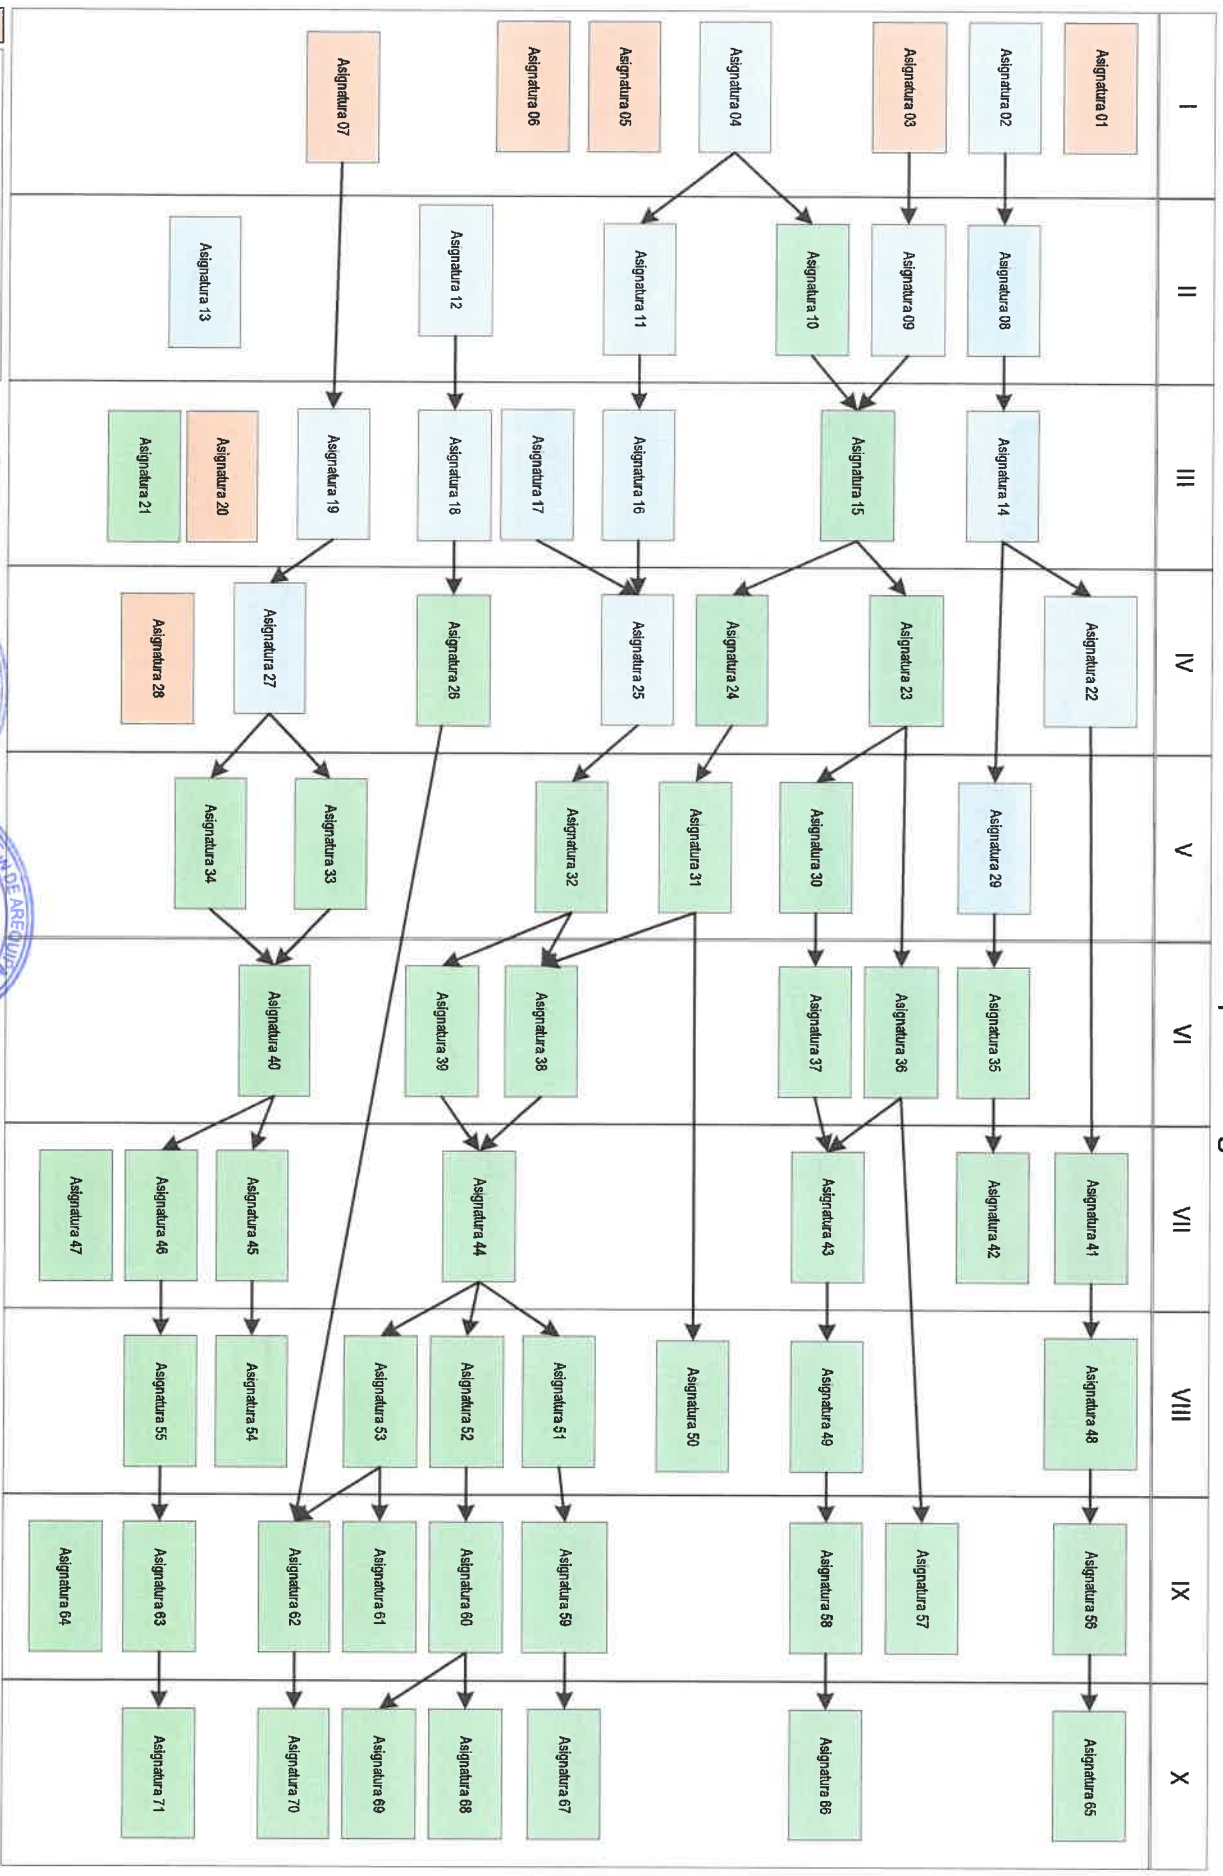 I
II
III
IV
V
VI
VII
VIII
IX
X
Asignatura 01
Asignatura 02
Asignatura 03
Asignatura 04
Asignatura 05
Asignatura 06
Asignatura 07
Asignatura 08
Asignatura 09
Asignatura 10
Asignatura 11
Asignatura 12
Asignatura 13
Asignatura 14
Asignatura 15
Asignatura 16
Asignatura 17
Asignatura 18
Asignatura 19
Asignatura 20
Asignatura 21
Asignatura 22
Asignatura 23
Asignatura 24
Asignatura 25
Asignatura 26
Asignatura 27
Asignatura 28
Asignatura 29
Asignatura 30
Asignatura 31
Asignatura 32
Asignatura 33
Asignatura 34
Asignatura 35
Asignatura 36
Asignatura 37
Asignatura 38
Asignatura 39
Asignatura 40
Asignatura 41
Asignatura 42
Asignatura 43
Asignatura 44
Asignatura 45
Asignatura 46
Asignatura 47
Asignatura 48
Asignatura 49
Asignatura 50
Asignatura 51
Asignatura 52
Asignatura 53
Asignatura 54
Asignatura 55
Asignatura 56
Asignatura 57
Asignatura 58
Asignatura 59
Asignatura 60
Asignatura 61
Asignatura 62
Asignatura 63
Asignatura 64
Asignatura 65
Asignatura 66
Asignatura 67
Asignatura 68
Asignatura 69
Asignatura 70
Asignatura 71
DE AREQUIP